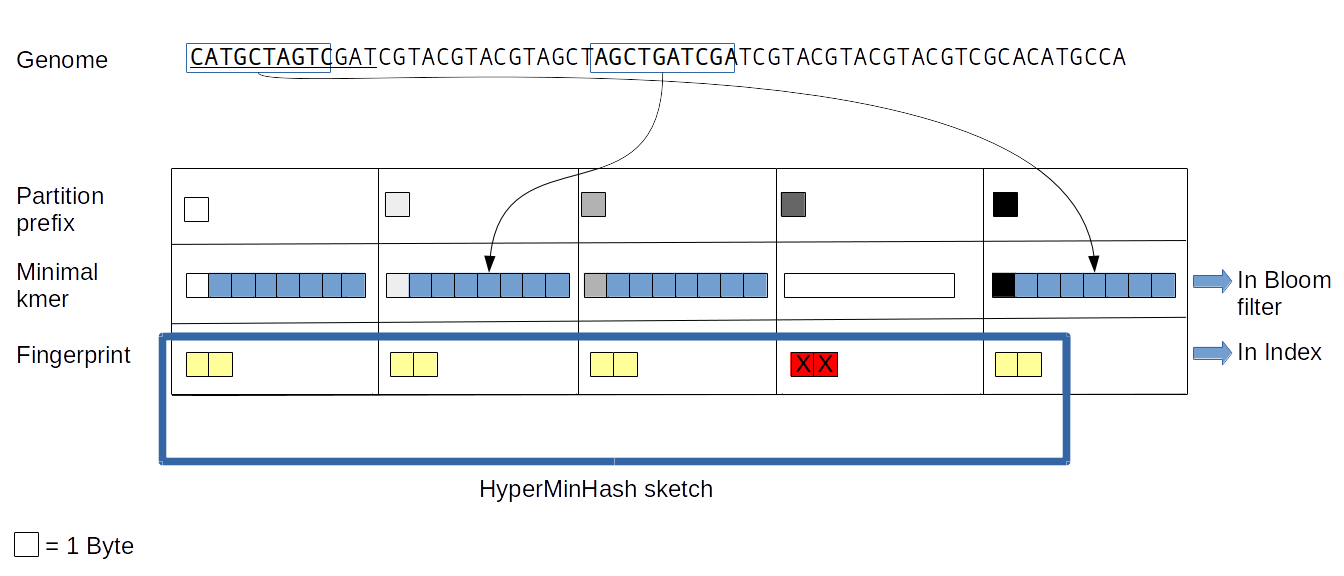 Genome
CATGCTAGTCGATCGTACGTACGTAGCTAGCTGATCGATCGTACGTACGTACGTCGCACATGCCA
Partition
prefix
Minimal
kmer
In Bloom
filter
Fingerprint
X X
In Index
HyperMinHash sketch
= 1 Byte